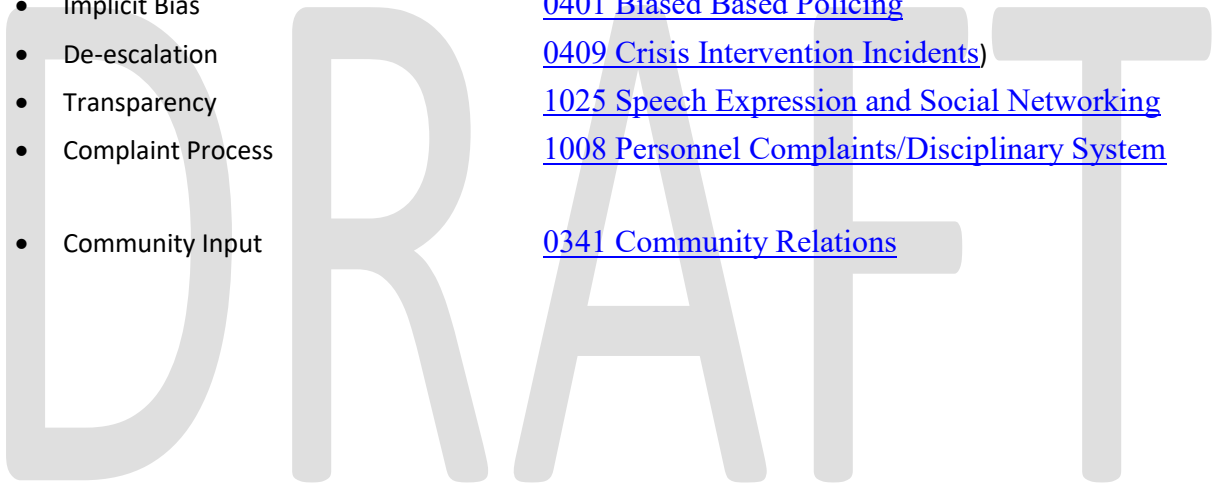 • Implicit Bias 0401 Biased Based Policing
• De-escalation 0409 Crisis Intervention Incidents)
• Transparency 1025 Speech Expression and Social Networking
• Complaint Process 1008 Personnel Complaints/Disciplinary System
• Community Input 0341 Community Relations
DRAFT